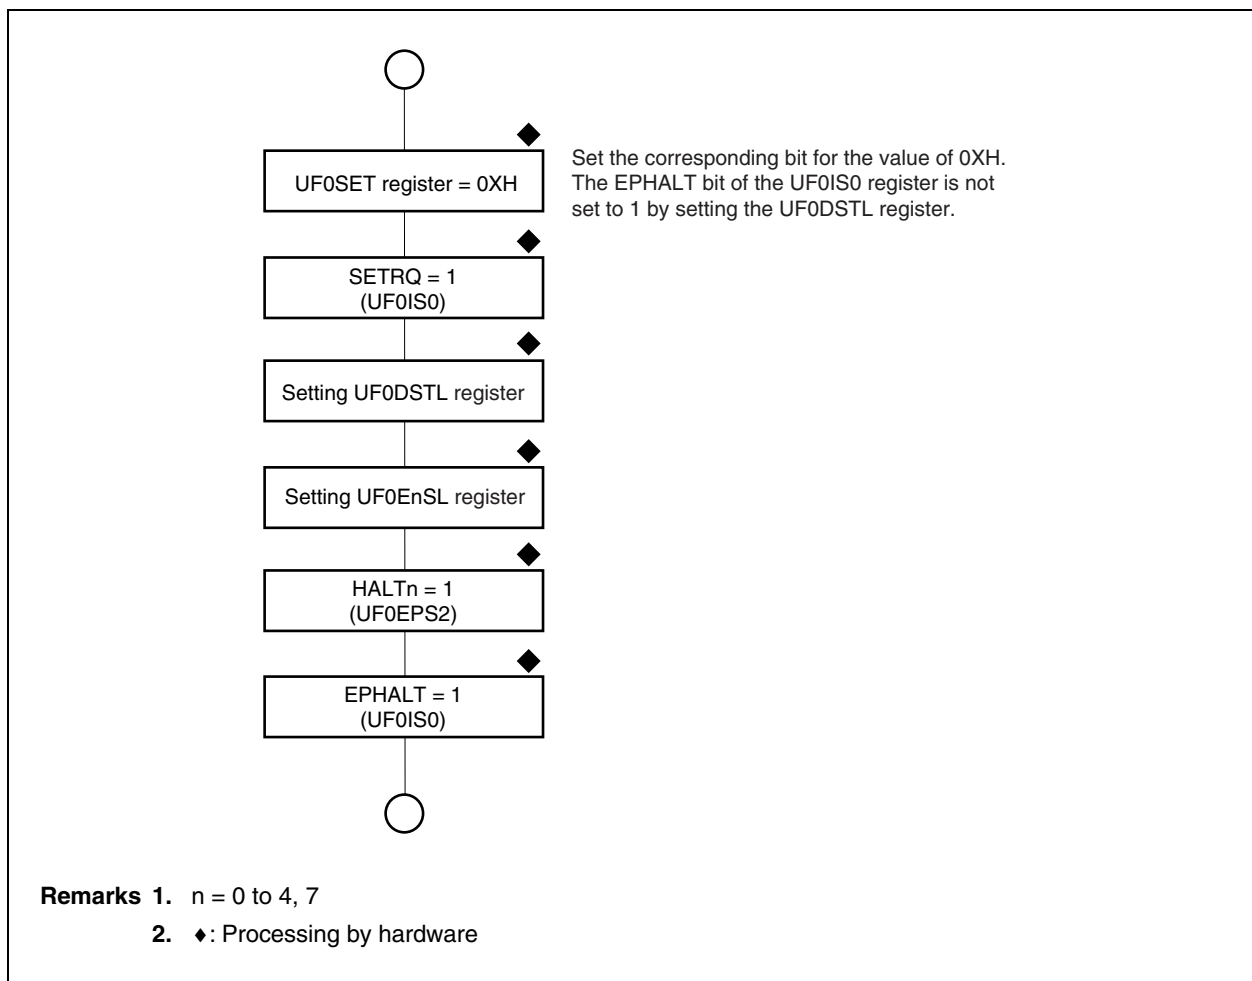 UF0SET register = 0XH
Set the corresponding bit for the value of 0XH.
The EPHALT bit of the UF0IS0 register is not
set to 1 by setting the UF0DSTL register.
SETRQ = 1
(UF0IS0)
Setting UF0DSTL register
Setting UF0EnSL register
HALTn = 1
(UF0EPS2)
EPHALT = 1
(UF0IS0)
Remarks 1. n = 0 to 4, 7
2. ♦: Processing by hardware